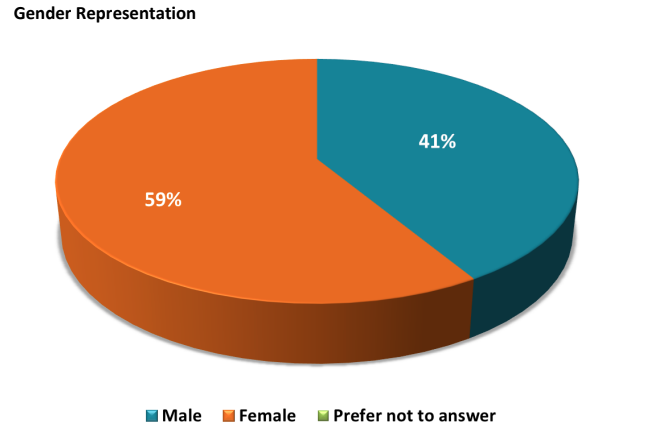 Gender Representation
41%
59%
Male Female Prefer not to answer